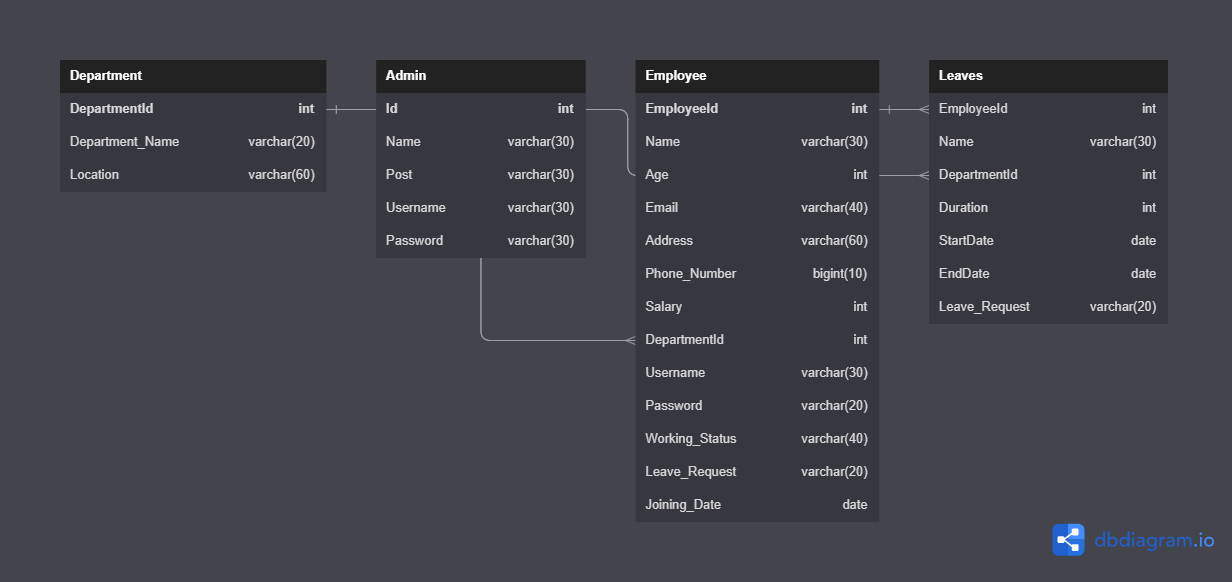 Department
DepartmentId int
Department_Name varchar(20)
Location varchar(60)
Admin
Id int
Name varchar(30)
Post varchar(30)
Username varchar(30)
Password varchar(30)
Employee
EmployeeId int
Name varchar(30)
Age int
Email varchar(40)
Address varchar(60)
Phone_Number bigint(10)
Salary int
DepartmentId int
Username varchar(30)
Password varchar(20)
Working_Status varchar(40)
Leave_Request varchar(20)
Joining_Date date
Leaves
EmployeeId int
Name varchar(30)
DepartmentId int
Duration int
StartDate date
EndDate date
Leave_Request varchar(20)
dbdiagram.io